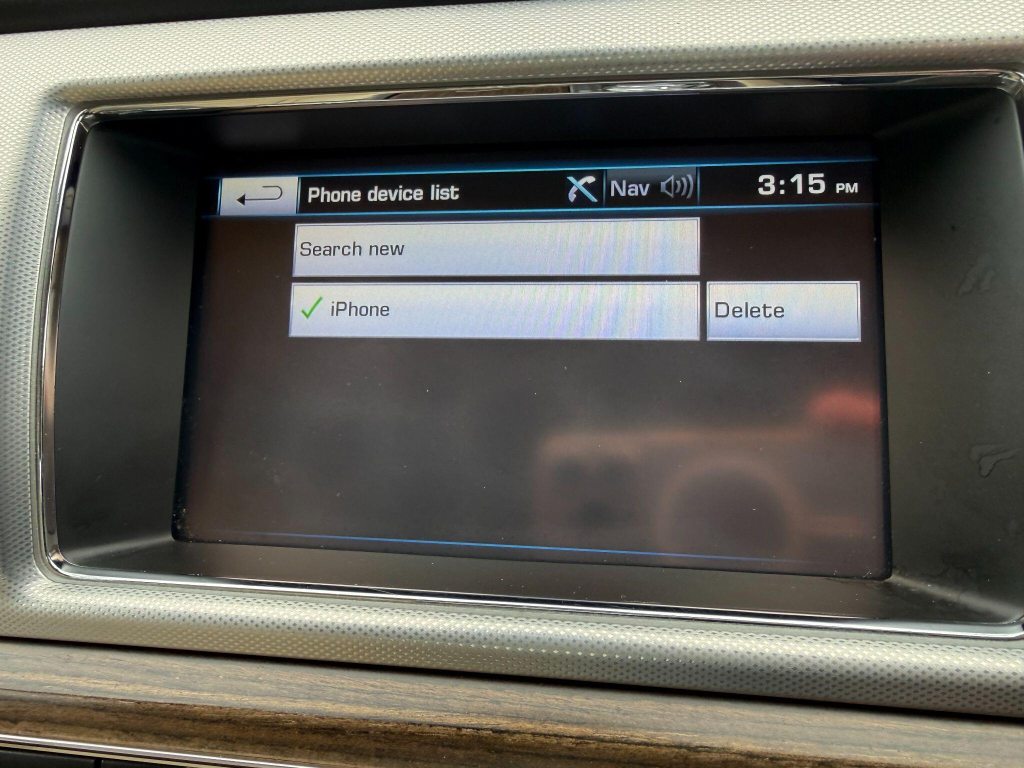 Phone device list Nav 3:15 PM
Search new
iPhone Delete